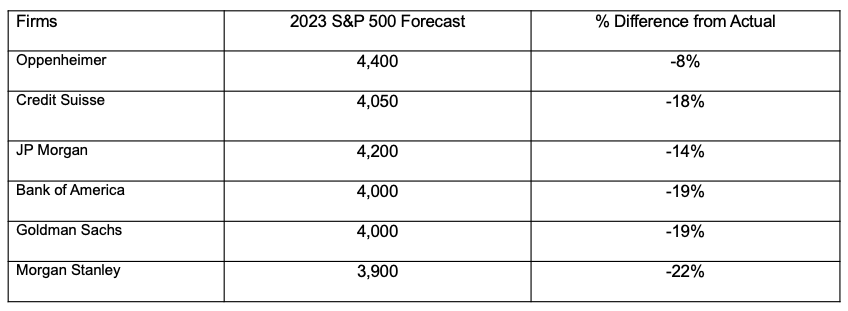 Firms 2023 S&P 500 Forecast % Difference from Actual
Oppenheimer 4,400 -8%
Credit Suisse 4,050 -18%
JP Morgan 4,200 -14%
Bank of America 4,000 -19%
Goldman Sachs 4,000 -19%
Morgan Stanley 3,900 -22%